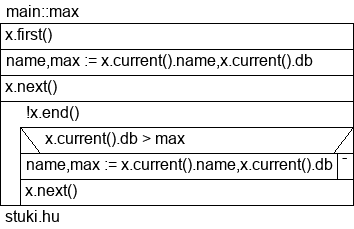 main::max
x.first()
name,max := x.current().name,x.current().db
x.next()
!x.end()
x.current().db > max
name,max := x.current().name,x.current().db -
x.next()
stuki.hu